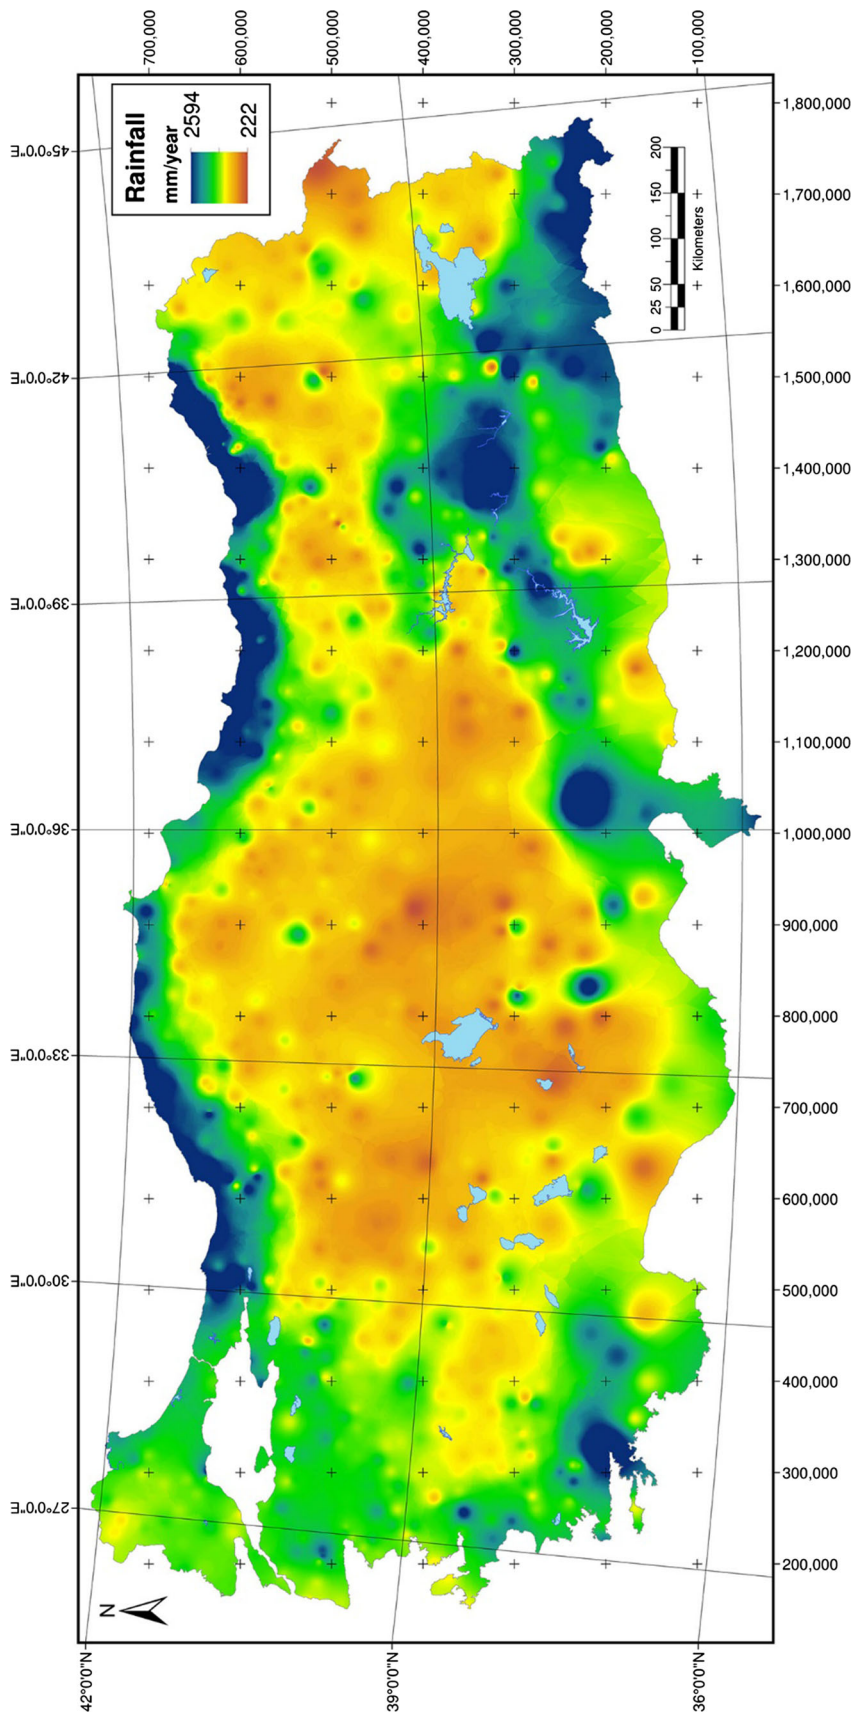 Rainfall
mm/year
2594
222
N
42°0'0"N
39°0'0"N
36°0'0"N
27°0'0"E
30°0'0"E
33°0'0"E
36°0'0"E
39°0'0"E
42°0'0"E
45°0'0"E
700,000
600,000
500,000
400,000
300,000
200,000
100,000
200,000
300,000
400,000
500,000
600,000
700,000
800,000
900,000
1,000,000
1,100,000
1,200,000
1,300,000
1,400,000
1,500,000
1,600,000
1,700,000
1,800,000
0 25 50 100 150 200
Kilometers